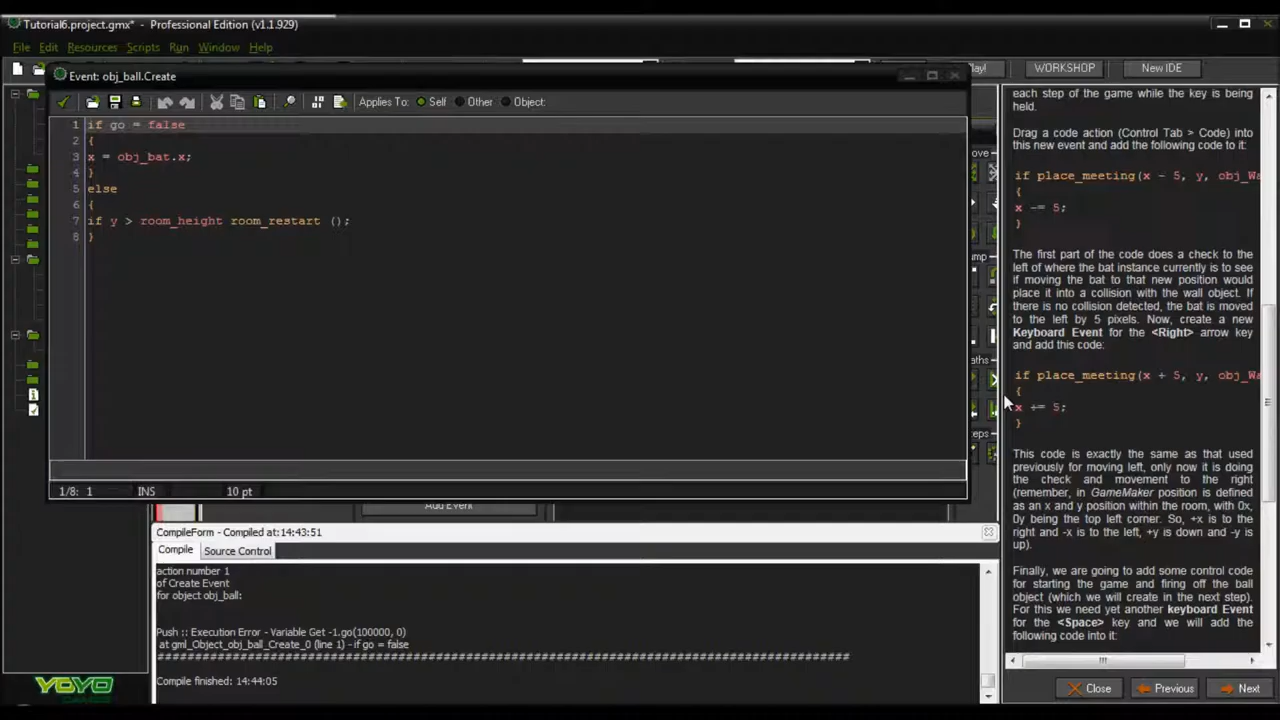 Tutorial6.project.gmx* - Professional Edition (v1.1.929)
File Edit Resources Scripts Run Window Help
WORKSHOP New IDE
Event: obj_ball.Create
Applies To: Self Other Object:
1 if go = false
2 {
3 x = obj_bat.x;
4 }
5 else
6 {
7 if y > room_height room_restart ();
8 }
1/8: 1 INS 10 pt
Add Event
CompileForm - Compiled at:14:43:51
Compile Source Control
action number 1
of Create Event
for object obj_ball:
Push :: Execution Error - Variable Get -1.go(100000, 0)
at gml_Object_obj_ball_Create_0 (line 1) - if go = false
Compile finished: 14:44:05
YOYO
each step of the game while the key is being
held.
Drag a code action (Control Tab > Code) into
this new event and add the following code to it:
if place_meeting(x - 5, y, obj_Wa
{
x -= 5;
}
The first part of the code does a check to the
left of where the bat instance currently is to see
if moving the bat to that new position would
place it into a collision with the wall object. If
there is no collision detected, the bat is moved
to the left by 5 pixels. Now, create a new
Keyboard Event for the <Right> arrow key
and add this code:
if place_meeting(x + 5, y, obj_Wa
{
x += 5;
}
This code is exactly the same as that used
previously for moving left, only now it is doing
the check and movement to the right
(remember, in GameMaker position is defined
as an x and y position within the room, with 0x,
0y being the top left corner. So, +x is to the
right and -x is to the left, +y is down and -y is
up).
Finally, we are going to add some control code
for starting the game and firing off the ball
object (which we will create in the next step).
For this we need yet another keyboard Event
for the <Space> key and we will add the
following code into it:
Close Previous Next